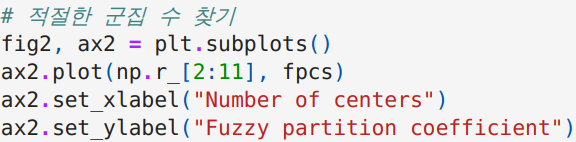 # 적절한 군집 수 찾기
fig2, ax2 = plt.subplots()
ax2.plot(np.r_[2:11], fpcs)
ax2.set_xlabel("Number of centers")
ax2.set_ylabel("Fuzzy partition coefficient")